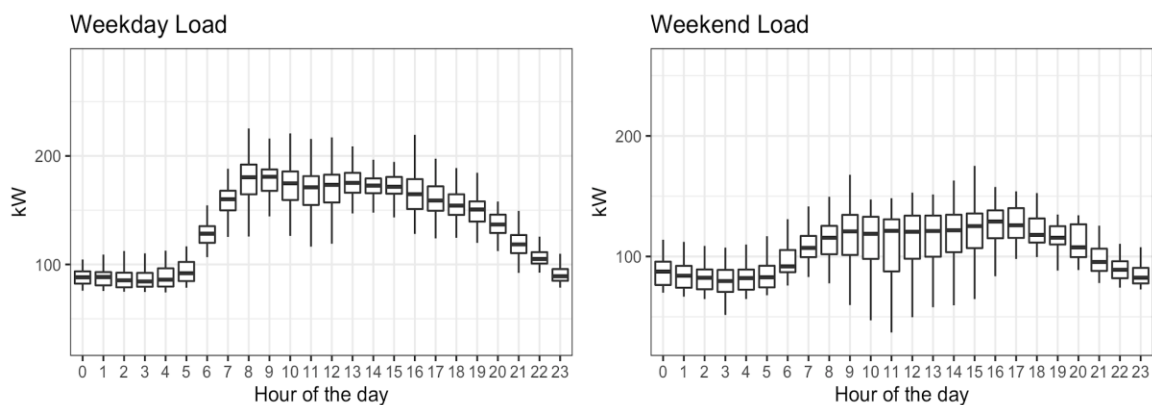 Weekday Load
kW
200
100
0 1 2 3 4 5 6 7 8 9 10 11 12 13 14 15 16 17 18 19 20 21 22 23
Hour of the day
Weekend Load
kW
200
100
0 1 2 3 4 5 6 7 8 9 10 11 12 13 14 15 16 17 18 19 20 21 22 23
Hour of the day